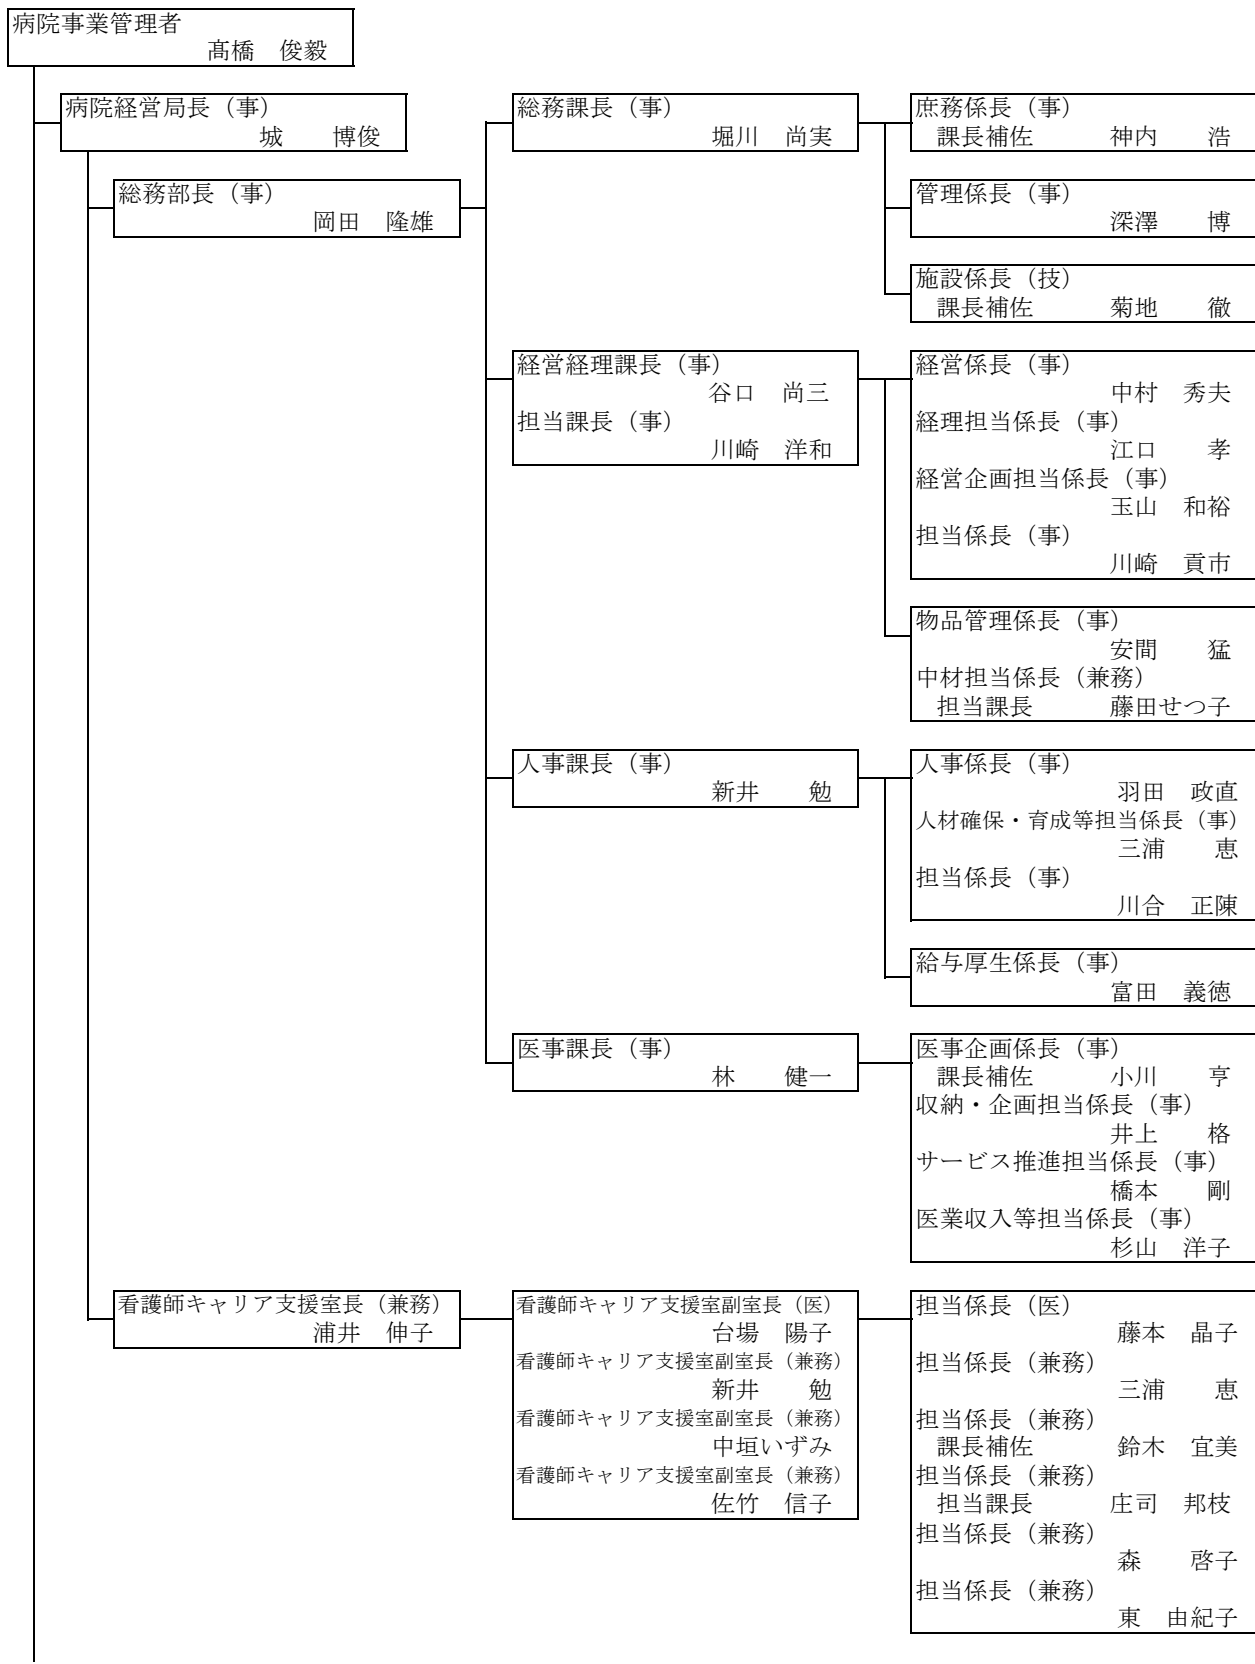 病院事業管理者
髙橋　俊毅
病院経営局長（事）
城　　博俊
総務部長（事）
岡田　隆雄
総務課長（事）
堀川　尚実
庶務係長（事）
課長補佐　　　神内　　浩
管理係長（事）
深澤　　博
施設係長（技）
課長補佐　　　菊地　　徹
経営経理課長（事）
谷口　尚三
担当課長（事）
川崎　洋和
経営係長（事）
中村　秀夫
経理担当係長（事）
江口　　孝
経営企画担当係長（事）
玉山　和裕
担当係長（事）
川崎　貢市
物品管理係長（事）
安間　　猛
中材担当係長（兼務）
担当課長　　　藤田せつ子
人事課長（事）
新井　　勉
人事係長（事）
羽田　政直
人材確保・育成等担当係長（事）
三浦　　恵
担当係長（事）
川合　正陳
給与厚生係長（事）
富田　義徳
医事課長（事）
林　　健一
医事企画係長（事）
課長補佐　　　小川　　亨
収納・企画担当係長（事）
井上　　格
サービス推進担当係長（事）
橋本　　剛
医業収入等担当係長（事）
杉山　洋子
看護師キャリア支援室長（兼務）
浦井　伸子
看護師キャリア支援室副室長（医）
台場　陽子
看護師キャリア支援室副室長（兼務）
新井　　勉
看護師キャリア支援室副室長（兼務）
中垣いずみ
看護師キャリア支援室副室長（兼務）
佐竹　信子
担当係長（医）
藤本　晶子
担当係長（兼務）
三浦　　恵
担当係長（兼務）
課長補佐　　　鈴木　宜美
担当係長（兼務）
担当課長　　　庄司　邦枝
担当係長（兼務）
森　　啓子
担当係長（兼務）
東　由紀子